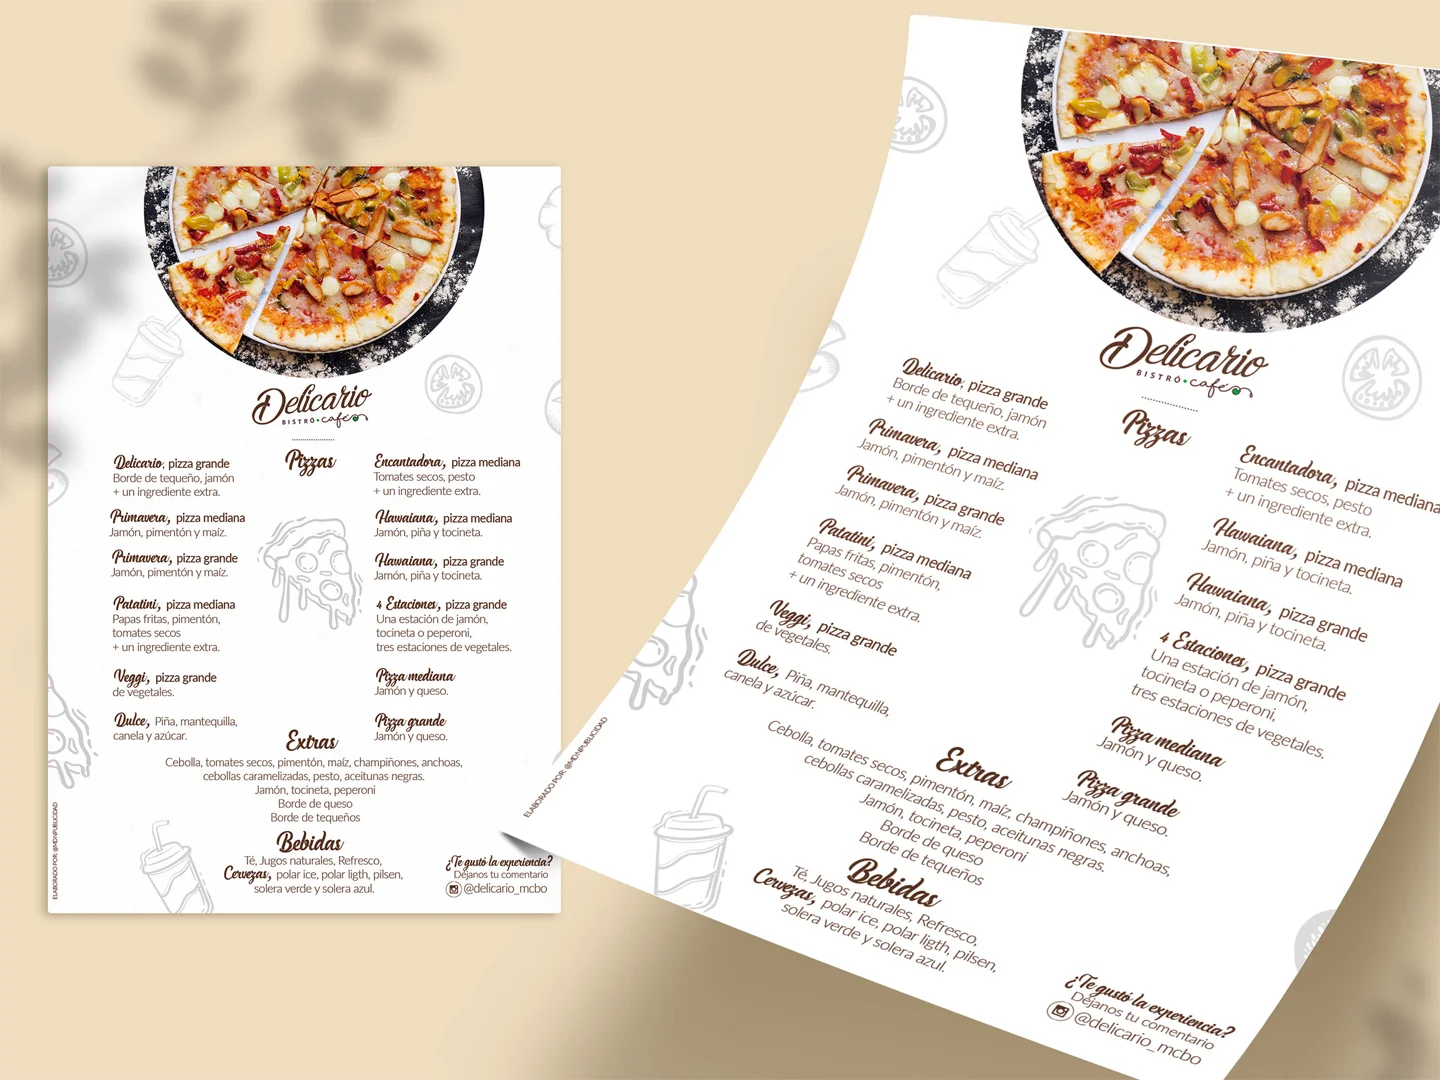 Delicario
BISTRÓ • café
Pizzas
Delicario, pizza grande
Borde de tequeño, jamón
+ un ingrediente extra.
Primavera, pizza mediana
Jamón, pimentón y maíz.
Primavera, pizza grande
Jamón, pimentón y maíz.
Patatini, pizza mediana
Papas fritas, pimentón,
tomates secos
+ un ingrediente extra.
Veggi, pizza grande
de vegetales.
Dulce, Piña, mantequilla,
canela y azúcar.
Encantadora, pizza mediana
Tomates secos, pesto
+ un ingrediente extra.
Hawaiana, pizza mediana
Jamón, piña y tocineta.
Hawaiana, pizza grande
Jamón, piña y tocineta.
4 Estaciones, pizza grande
Una estación de jamón,
tocineta o peperoni,
tres estaciones de vegetales.
Pizza mediana
Jamón y queso.
Pizza grande
Jamón y queso.
Extras
Cebolla, tomates secos, pimentón, maíz, champiñones, anchoas,
cebollas caramelizadas, pesto, aceitunas negras.
Jamón, tocineta, peperoni
Borde de queso
Borde de tequeños
Bebidas
Té, Jugos naturales, Refresco,
Cervezas, polar ice, polar ligth, pilsen,
solera verde y solera azul.
¿Te gustó la experiencia?
Déjanos tu comentario
@delicario_mcbo
ELABORADO POR: @MDNPUBLICIDAD
Delicario
BISTRÓ • café
Pizzas
Delicario, pizza grande
Borde de tequeño, jamón
+ un ingrediente extra.
Primavera, pizza mediana
Jamón, pimentón y maíz.
Primavera, pizza grande
Jamón, pimentón y maíz.
Patatini, pizza mediana
Papas fritas, pimentón,
tomates secos
+ un ingrediente extra.
Veggi, pizza grande
de vegetales.
Dulce, Piña, mantequilla,
canela y azúcar.
Encantadora, pizza mediana
Tomates secos, pesto
+ un ingrediente extra.
Hawaiana, pizza mediana
Jamón, piña y tocineta.
Hawaiana, pizza grande
Jamón, piña y tocineta.
4 Estaciones, pizza grande
Una estación de jamón,
tocineta o peperoni,
tres estaciones de vegetales.
Pizza mediana
Jamón y queso.
Pizza grande
Jamón y queso.
Extras
Cebolla, tomates secos, pimentón, maíz, champiñones, anchoas,
cebollas caramelizadas, pesto, aceitunas negras.
Jamón, tocineta, peperoni
Borde de queso
Borde de tequeños
Bebidas
Té, Jugos naturales, Refresco,
Cervezas, polar ice, polar ligth, pilsen,
solera verde y solera azul.
¿Te gustó la experiencia?
Déjanos tu comentario
@delicario_mcbo
ELABORADO POR: @MDNPUBLICIDAD